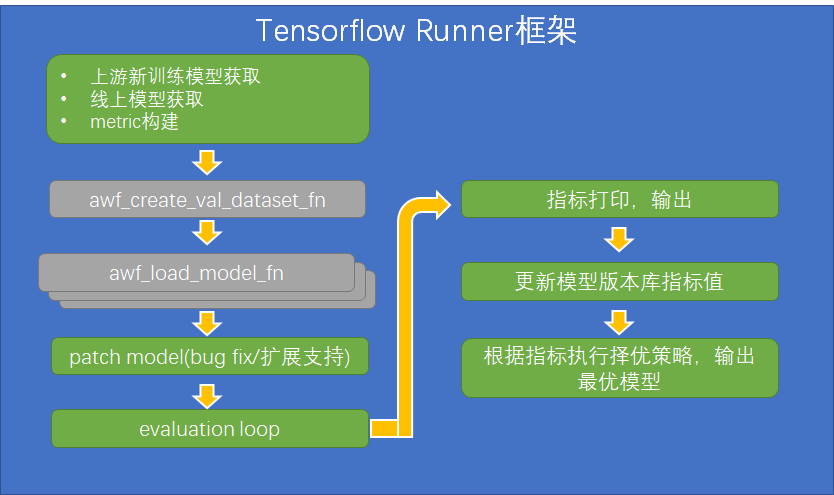 Tensorflow Runner框架
• 上游新训练模型获取
• 线上模型获取
• metric构建
awf_create_val_dataset_fn
awf_load_model_fn
patch model(bug fix/扩展支持)
evaluation loop
指标打印，输出
更新模型版本库指标值
根据指标执行择优策略，输出
最优模型